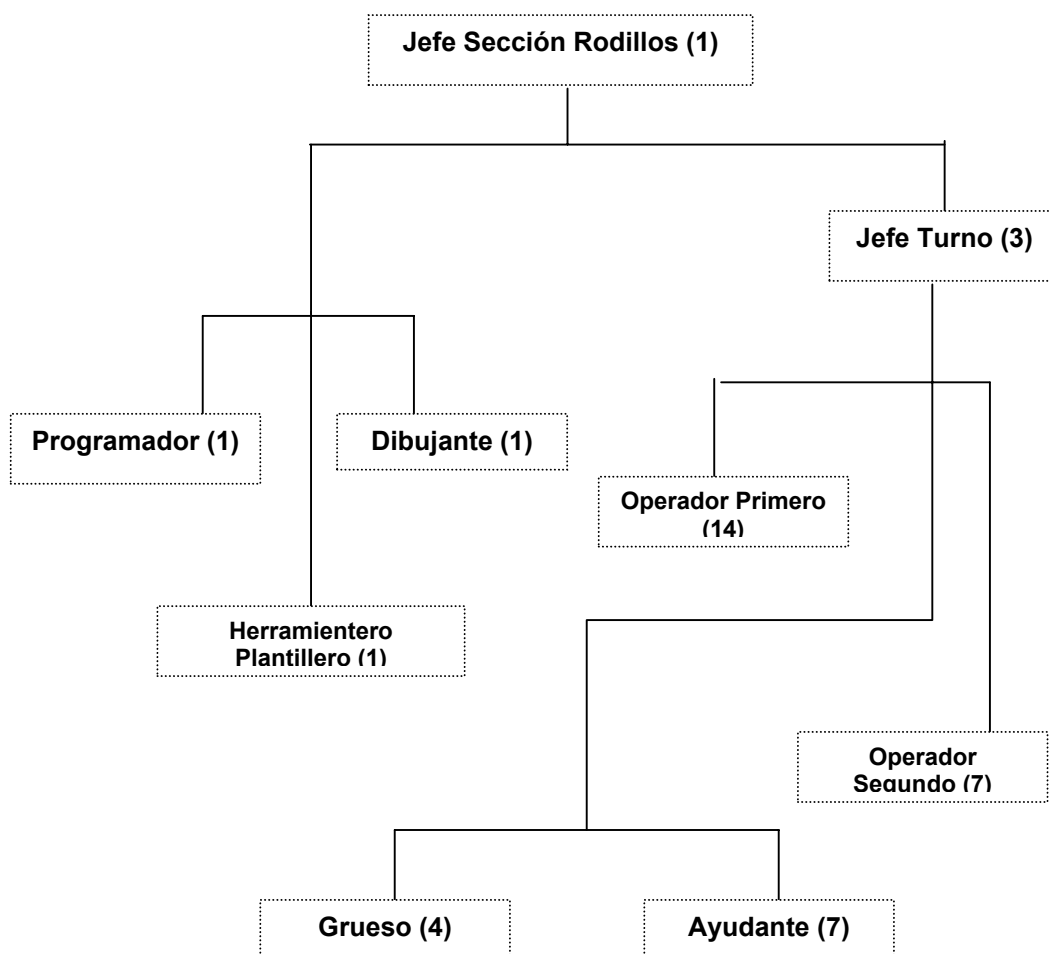 Jefe Sección Rodillos (1)
Jefe Turno (3)
Programador (1)
Dibujante (1)
Operador Primero
(14)
Herramientero
Plantillero (1)
Operador
Segundo (7)
Grueso (4)
Ayudante (7)